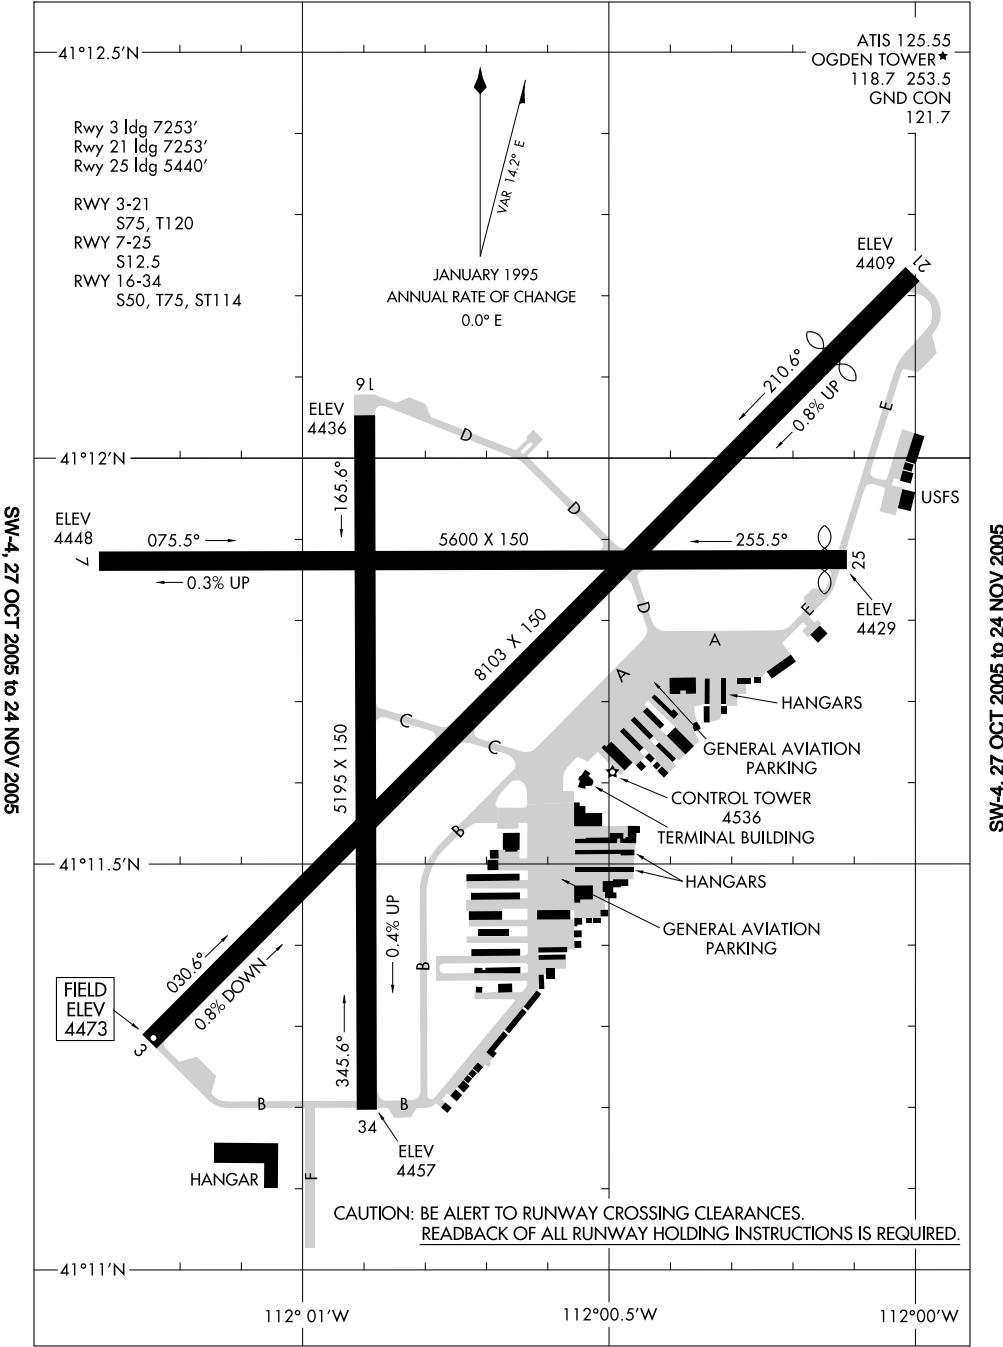 41°12.5'N
ATIS 125.55
OGDEN TOWER★
118.7 253.5
GND CON
121.7
Rwy 3 ldg 7253'
Rwy 21 ldg 7253'
Rwy 25 ldg 5440'
RWY 3-21
S75, T120
RWY 7-25
S12.5
RWY 16-34
S50, T75, ST114
VAR 14.2° E
JANUARY 1995
ANNUAL RATE OF CHANGE
0.0° E
ELEV
4409
21
210.6°
0.8% UP
E
16
ELEV
4436
D
41°12'N
165.6°
USFS
D
ELEV
4448
7
075.5°
5600 X 150
255.5°
25
0.3% UP
ELEV
4429
E
D
A
A
8103 X 150
HANGARS
C
C
GENERAL AVIATION
PARKING
5195 X 150
CONTROL TOWER
4536
TERMINAL BUILDING
B
41°11.5'N
HANGARS
0.4% UP
GENERAL AVIATION
PARKING
B
030.6°
0.8% DOWN
FIELD
ELEV
4473
3
345.6°
B
B
34
ELEV
4457
HANGAR
F
CAUTION: BE ALERT TO RUNWAY CROSSING CLEARANCES.
READBACK OF ALL RUNWAY HOLDING INSTRUCTIONS IS REQUIRED.
41°11'N
112° 01'W
112°00.5'W
112°00'W
SW-4, 27 OCT 2005 to 24 NOV 2005
SW-4, 27 OCT 2005 to 24 NOV 2005